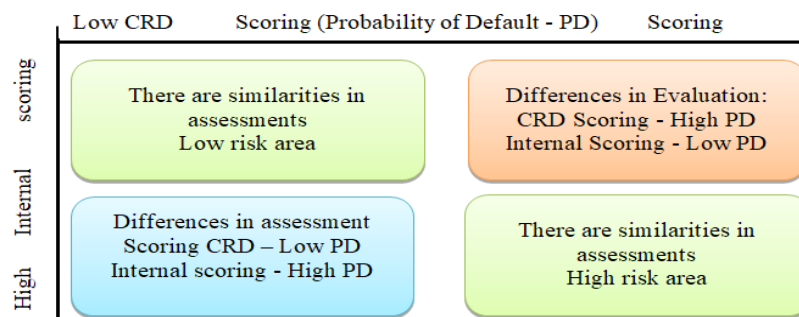 Low CRD Scoring (Probability of Default - PD) Scoring
scoring
Internal
High
There are similarities in
assessments
Low risk area
Differences in Evaluation:
CRD Scoring - High PD
Internal Scoring - Low PD
Differences in assessment
Scoring CRD – Low PD
Internal scoring - High PD
There are similarities in
assessments
High risk area